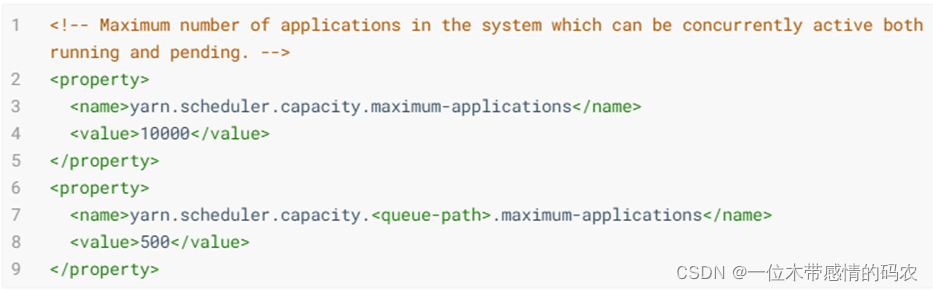 1 <!-- Maximum number of applications in the system which can be concurrently active both
running and pending. -->
2 <property>
3 <name>yarn.scheduler.capacity.maximum-applications</name>
4 <value>10000</value>
5 </property>
6 <property>
7 <name>yarn.scheduler.capacity.<queue-path>.maximum-applications</name>
8 <value>500</value>
9 </property>
CSDN @一位木带感情的码农